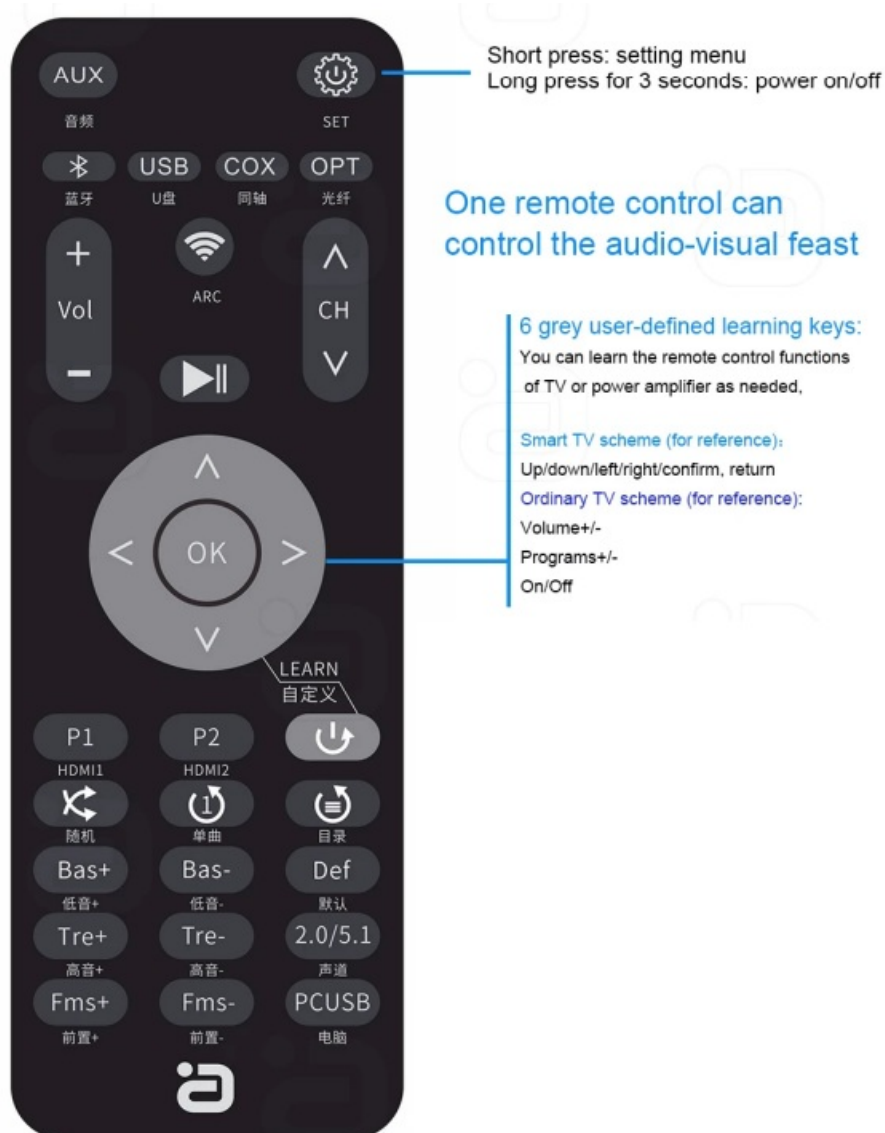 AUX
音频
SET
Short press: setting menu
Long press for 3 seconds: power on/off
USB COX OPT
蓝牙 U盘 同轴 光纤
One remote control can
control the audio-visual feast
+
Vol
-
ARC
CH
6 grey user-defined learning keys:
You can learn the remote control functions
of TV or power amplifier as needed,
Smart TV scheme (for reference):
Up/down/left/right/confirm, return
Ordinary TV scheme (for reference):
Volume+/-
Programs+/-
On/Off
< OK >
LEARN
自定义
P1 P2
HDMI1 HDMI2
1
随机 单曲 目录
Bas+ Bas- Def
低音+ 低音- 默认
Tre+ Tre- 2.0/5.1
高音+ 高音- 声道
Fms+ Fms- PCUSB
前置+ 前置- 电脑